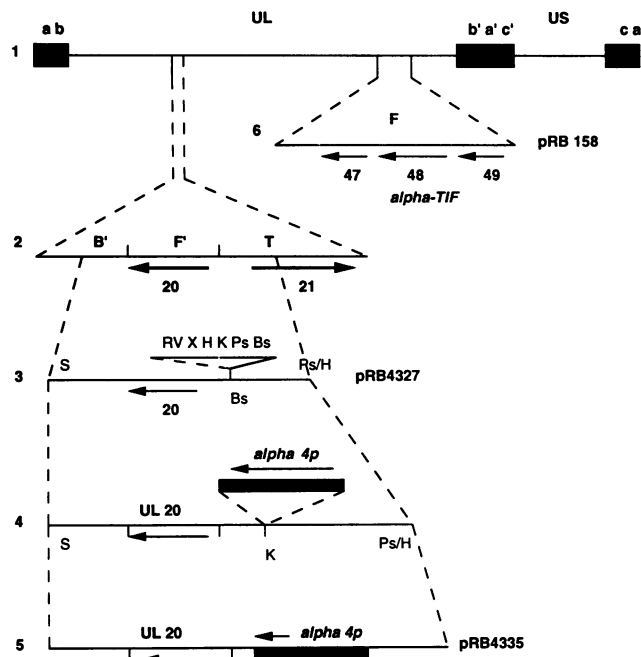 a b UL b' a' c' US c a
1
6 F pRB 158
47 48 49
alpha-TIF
2 B' F' T
20 21
RV X H K Ps Bs
S Ps/H
3 pRB4327
20 Bs
alpha 4p
UL 20
4
S K Ps/H
UL 20 alpha 4p
5 pRB4335